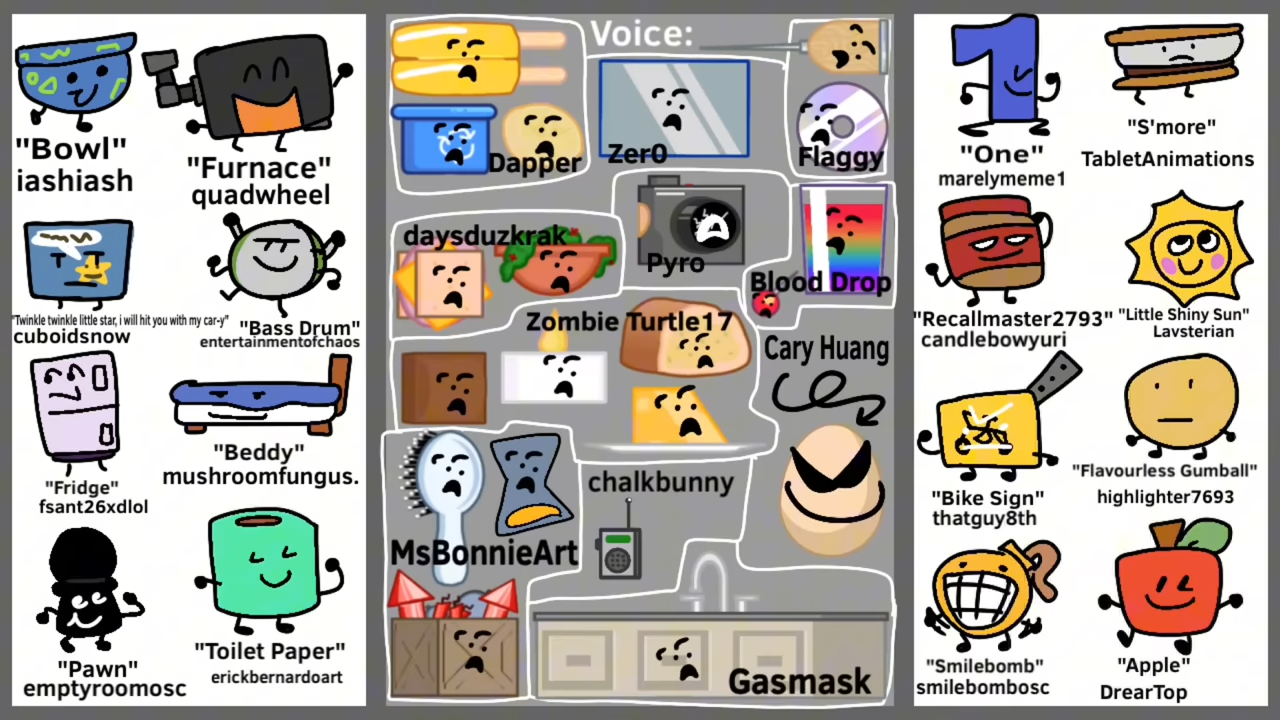 "Bowl"
iashiash
"Furnace"
quadwheel
"Twinkle twinkle little star, i will hit you with my car-y"
cuboidsnow
"Bass Drum"
entertainmentofchaos
"Fridge"
fsant26xdlol
"Beddy"
mushroomfungus.
"Pawn"
emptyroomosc
"Toilet Paper"
erickbernardoart
Voice:
Dapper
Zer0
Flaggy
daysduzkrak
Pyro
Blood Drop
Zombie Turtle17
Cary Huang
chalkbunny
MsBonnieArt
Gasmask
"One"
marelymeme1
"S'more"
TabletAnimations
"Recallmaster2793"
candlebowyuri
"Little Shiny Sun"
Lavsterian
"Bike Sign"
thatguy8th
"Flavourless Gumball"
highlighter7693
"Smilebomb"
smilebombosc
"Apple"
DrearTop